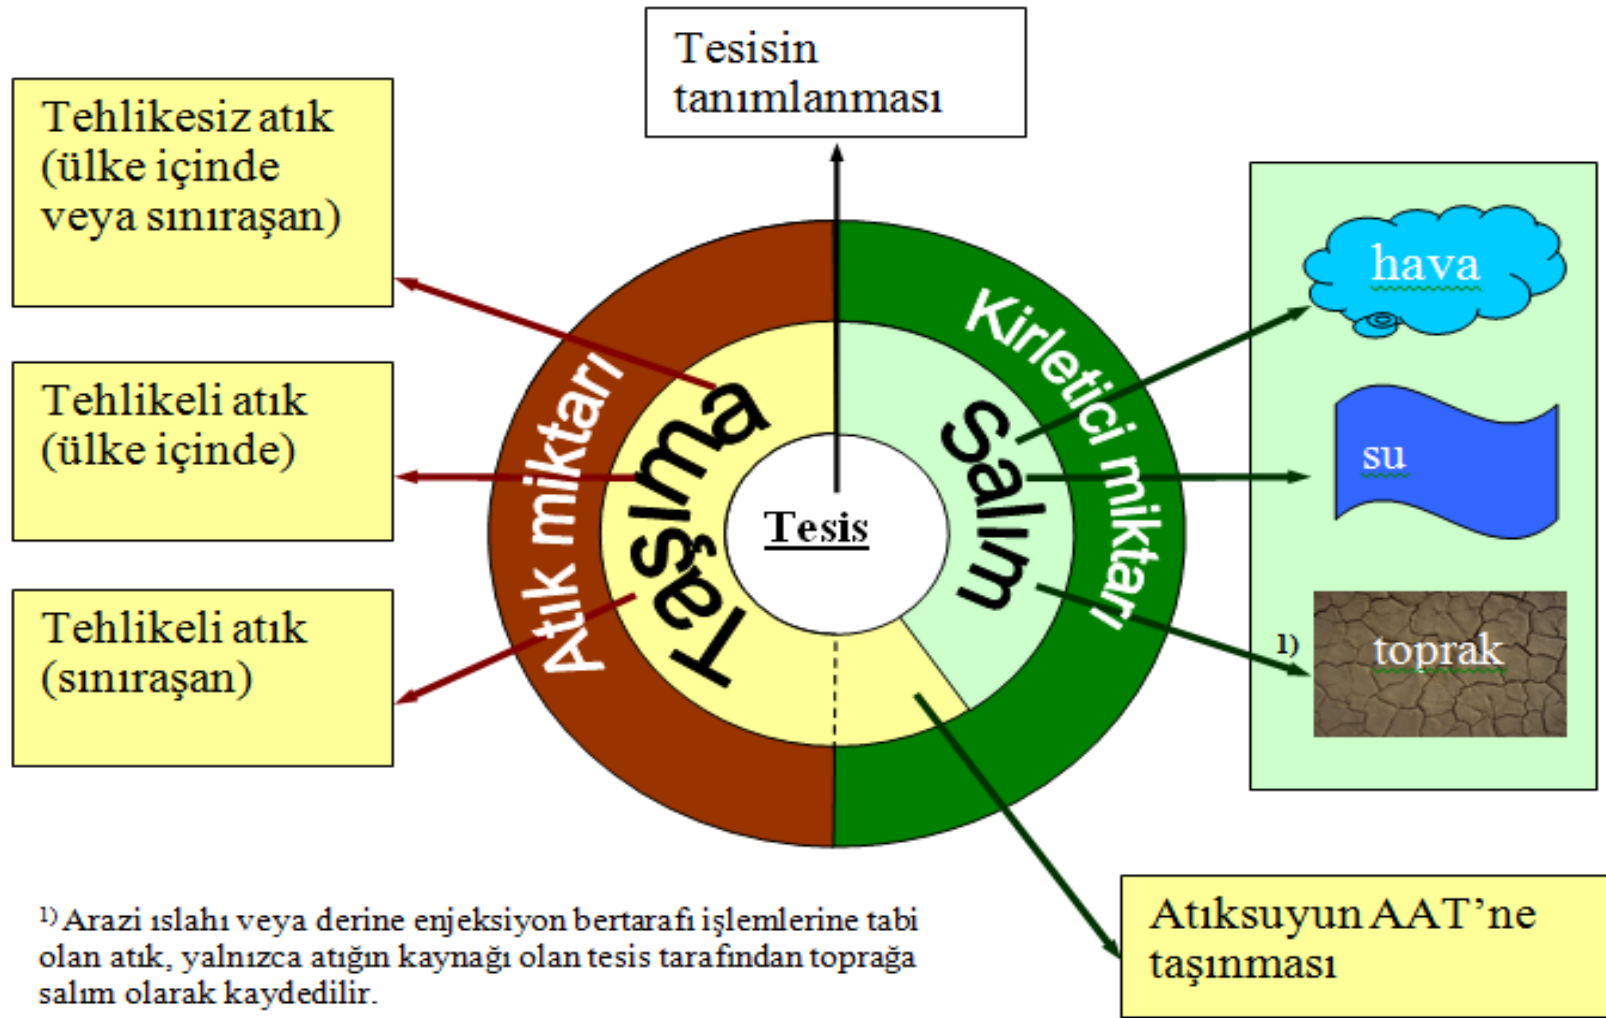 Tesisin
tanımlanması
Tehlikesiz atık
(ülke içinde
veya sınıraşan)
Tehlikeli atık
(ülke içinde)
Tehlikeli atık
(sınıraşan)
Atık miktarı
Taşıma
Tesis
Salım
Kirletici miktarı
hava
su
1)
toprak
Atıksuyun AAT’ne
taşınması
1) Arazi ıslahı veya derine enjeksiyon bertarafı işlemlerine tabi
olan atık, yalnızca atığın kaynağı olan tesis tarafından toprağa
salım olarak kaydedilir.